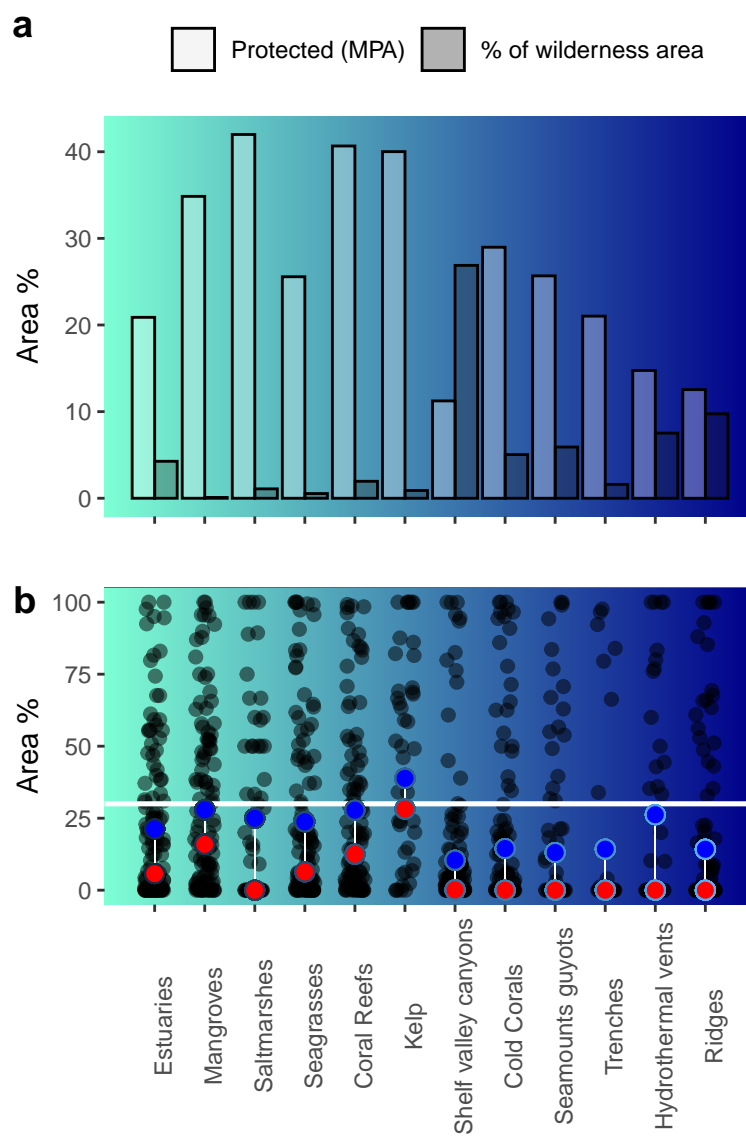 a
Protected (MPA) % of wilderness area
40
30
20
10
0
Area %
b
100
75
50
25
0
Area %
Estuaries
Mangroves
Saltmarshes
Seagrasses
Coral Reefs
Kelp
Shelf valley canyons
Cold Corals
Seamounts guyots
Trenches
Hydrothermal vents
Ridges